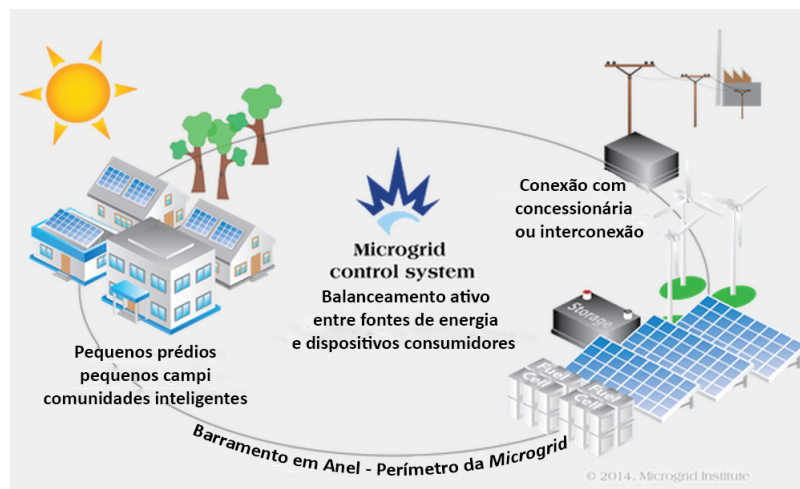 Conexão com
concessionária
ou interconexão
Microgrid
control system
Balanceamento ativo
entre fontes de energia
e dispositivos consumidores
Storage
Pequenos prédios
pequenos campi
comunidades inteligentes
Fuel
Cell
Fuel
Cell
Barramento em Anel - Perímetro da Microgrid
© 2014, Microgrid Institute